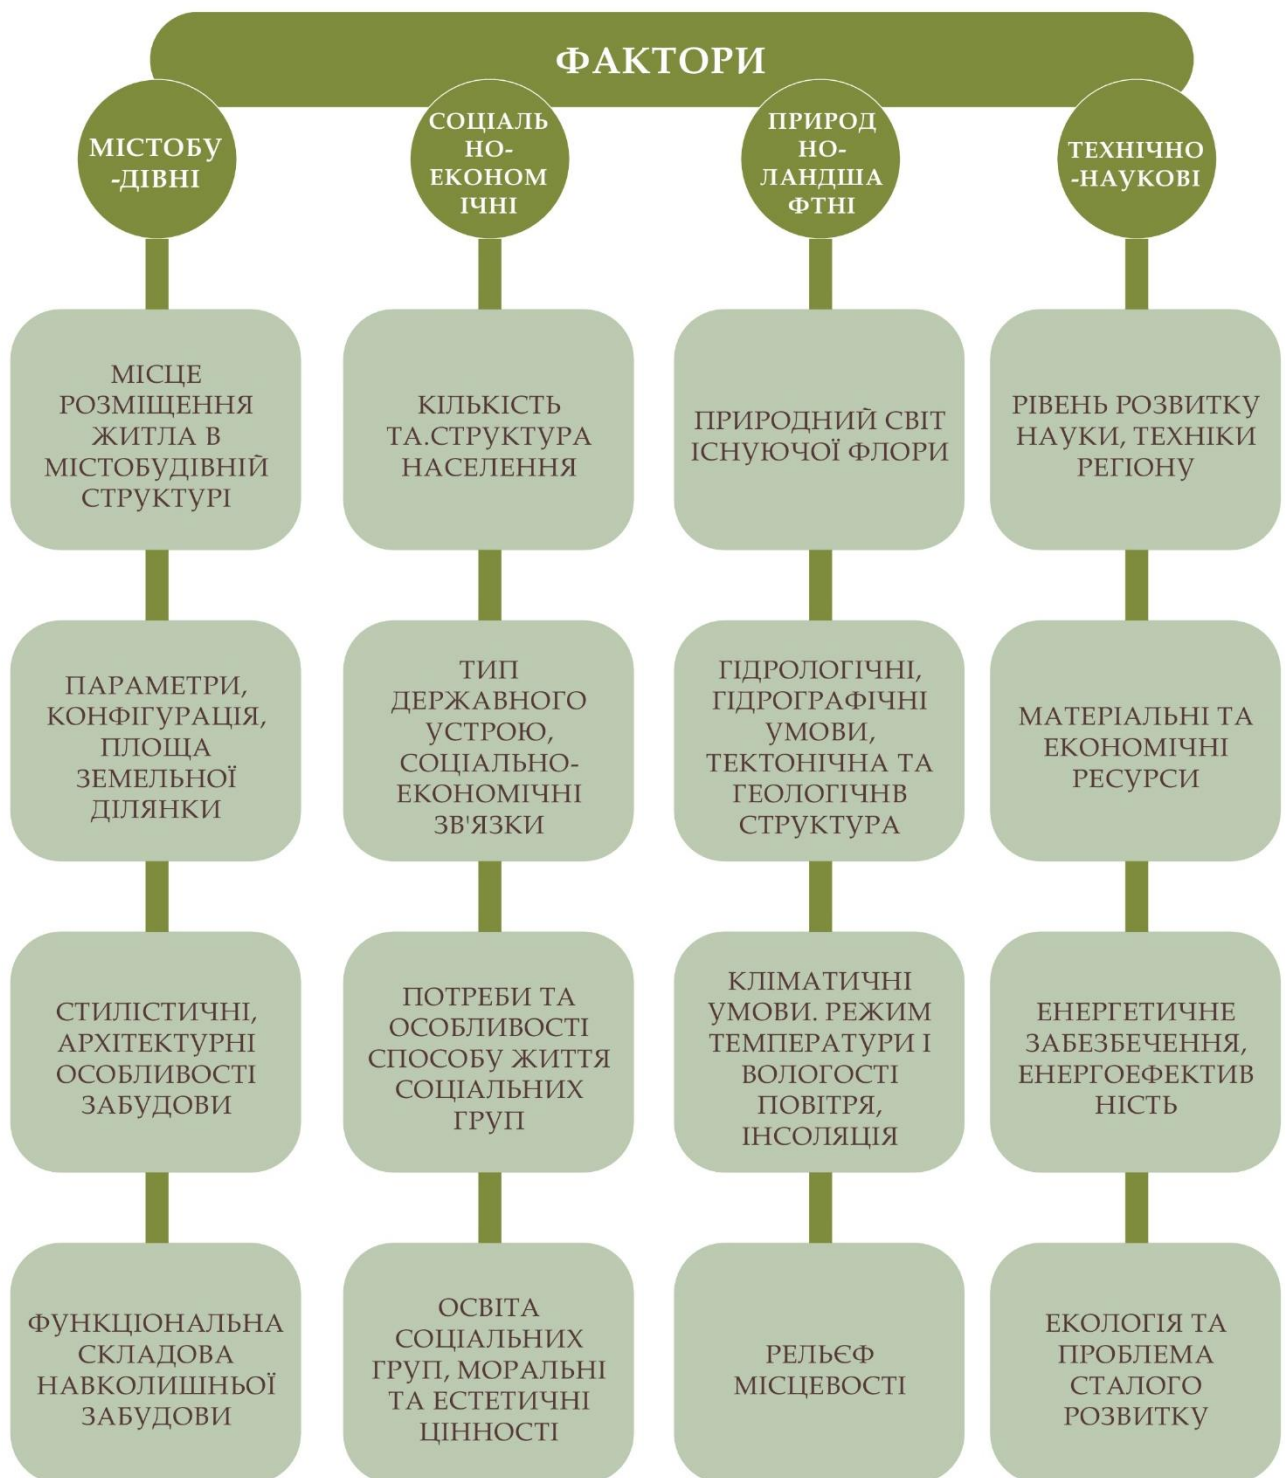 ФАКТОРИ
МІСТОБУ
-ДІВНІ
СОЦІАЛЬ
НО-
ЕКОНОМ
ІЧНІ
ПРИРОД
НО-
ЛАНДША
ФТНІ
ТЕХНІЧНО
-НАУКОВІ
МІСЦЕ
РОЗМІЩЕННЯ
ЖИТЛА В
МІСТОБУДІВНІЙ
СТРУКТУРІ
КІЛЬКІСТЬ
ТА.СТРУКТУРА
НАСЕЛЕННЯ
ПРИРОДНИЙ СВІТ
ІСНУЮЧОЇ ФЛОРИ
РІВЕНЬ РОЗВИТКУ
НАУКИ, ТЕХНІКИ
РЕГІОНУ
ПАРАМЕТРИ,
КОНФІГУРАЦІЯ,
ПЛОЩА
ЗЕМЕЛЬНОЇ
ДІЛЯНКИ
ТИП
ДЕРЖАВНОГО
УСТРОЮ,
СОЦІАЛЬНО-
ЕКОНОМІЧНІ
ЗВ'ЯЗКИ
ГІДРОЛОГІЧНІ,
ГІДРОГРАФІЧНІ
УМОВИ,
ТЕКТОНІЧНА ТА
ГЕОЛОГІЧНВ
СТРУКТУРА
МАТЕРІАЛЬНІ ТА
ЕКОНОМІЧНІ
РЕСУРСИ
СТИЛІСТИЧНІ,
АРХІТЕКТУРНІ
ОСОБЛИВОСТІ
ЗАБУДОВИ
ПОТРЕБИ ТА
ОСОБЛИВОСТІ
СПОСОБУ ЖИТТЯ
СОЦІАЛЬНИХ
ГРУП
КЛІМАТИЧНІ
УМОВИ. РЕЖИМ
ТЕМПЕРАТУРИ І
ВОЛОГОСТІ
ПОВІТРЯ,
ІНСОЛЯЦІЯ
ЕНЕРГЕТИЧНЕ
ЗАБЕЗБЕЧЕННЯ,
ЕНЕРГОЕФЕКТИВ
НІСТЬ
ФУНКЦІОНАЛЬНА
СКЛАДОВА
НАВКОЛИШНЬОЇ
ЗАБУДОВИ
ОСВІТА
СОЦІАЛЬНИХ
ГРУП, МОРАЛЬНІ
ТА ЕСТЕТИЧНІ
ЦІННОСТІ
РЕЛЬЄФ
МІСЦЕВОСТІ
ЕКОЛОГІЯ ТА
ПРОБЛЕМА
СТАЛОГО
РОЗВИТКУ